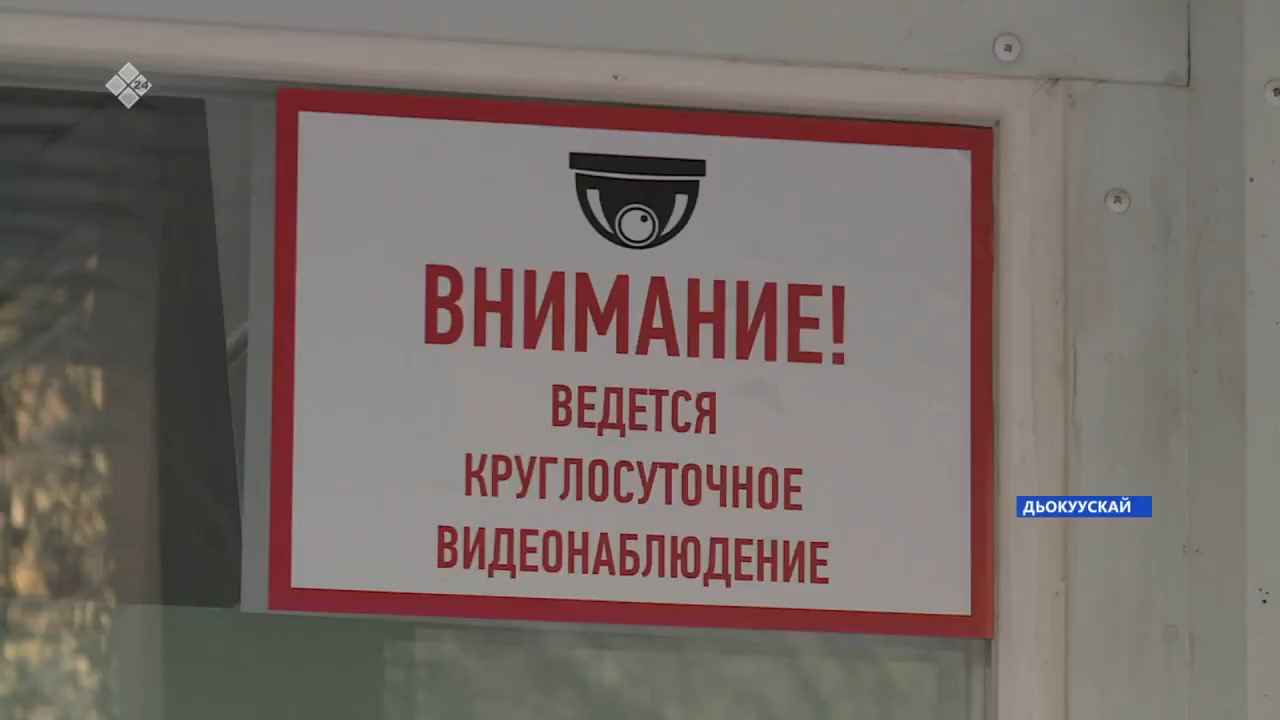 24
ВНИМАНИЕ!
ВЕДЕТСЯ
КРУГЛОСУТОЧНОЕ
ВИДЕОНАБЛЮДЕНИЕ
ДЬОКУУСКАЙ